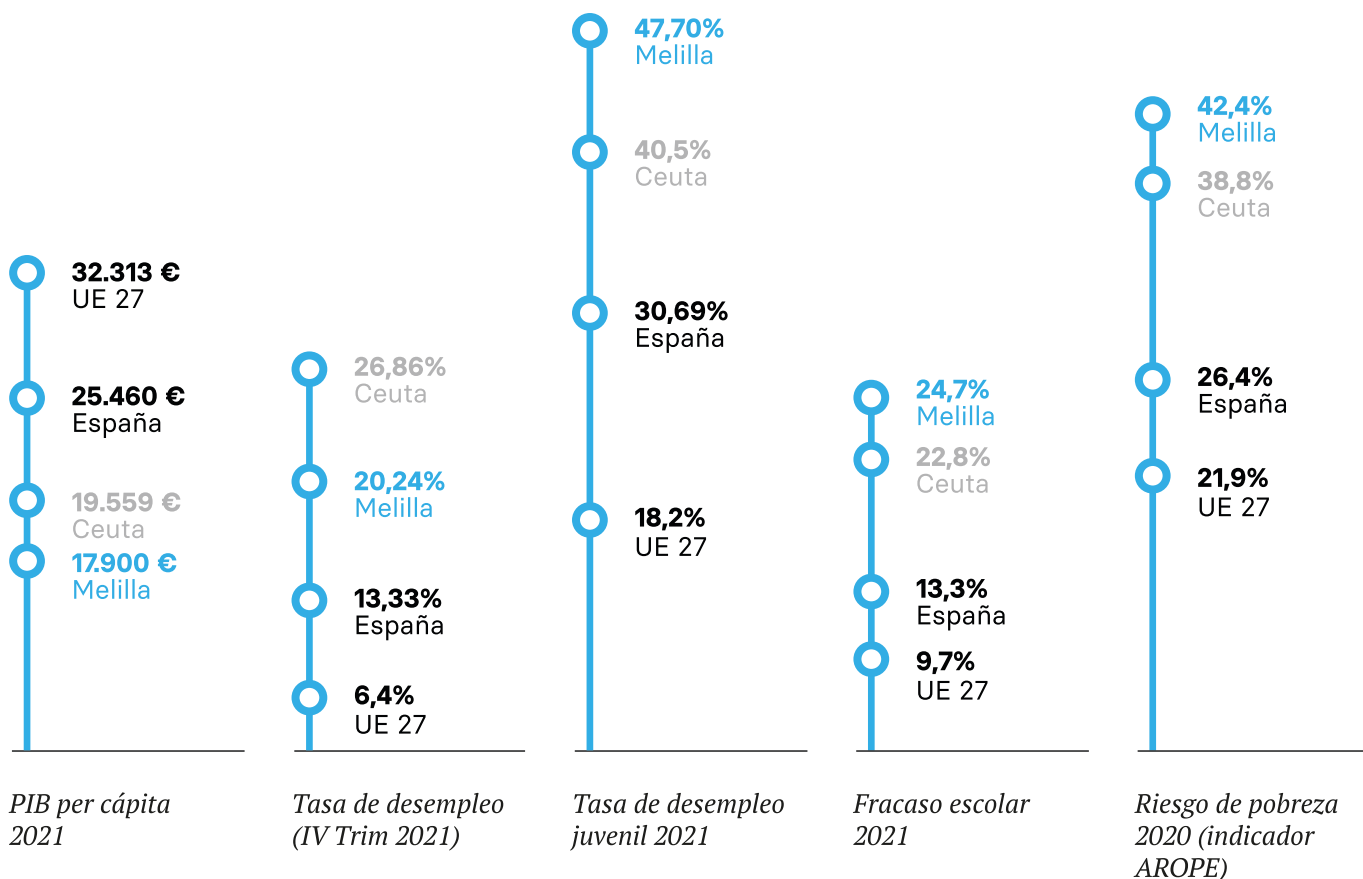 32.313 €
UE 27
25.460 €
España
19.559 €
Ceuta
17.900 €
Melilla
PIB per cápita
2021
26,86%
Ceuta
20,24%
Melilla
13,33%
España
6,4%
UE 27
Tasa de desempleo
(IV Trim 2021)
47,70%
Melilla
40,5%
Ceuta
30,69%
España
18,2%
UE 27
Tasa de desempleo
juvenil 2021
24,7%
Melilla
22,8%
Ceuta
13,3%
España
9,7%
UE 27
Fracaso escolar
2021
42,4%
Melilla
38,8%
Ceuta
26,4%
España
21,9%
UE 27
Riesgo de pobreza
2020 (indicador
AROPE)